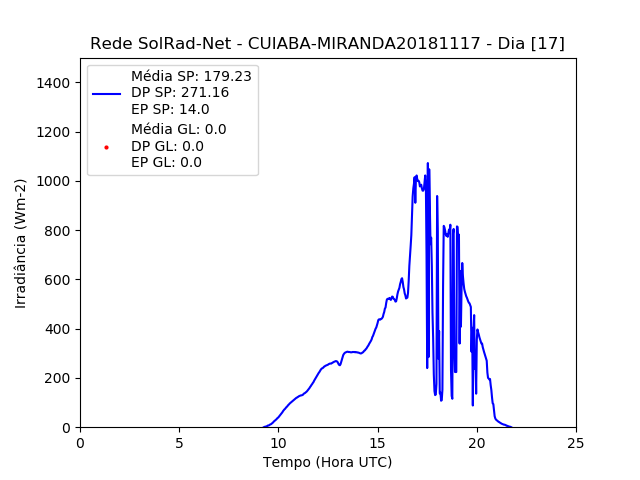 Rede SolRad-Net - CUIABA-MIRANDA20181117 - Dia [17]
Média SP: 179.23
DP SP: 271.16
EP SP: 14.0
Média GL: 0.0
DP GL: 0.0
EP GL: 0.0
1400
1200
1000
800
600
400
200
0
Irradiância (Wm-2)
0 5 10 15 20 25
Tempo (Hora UTC)